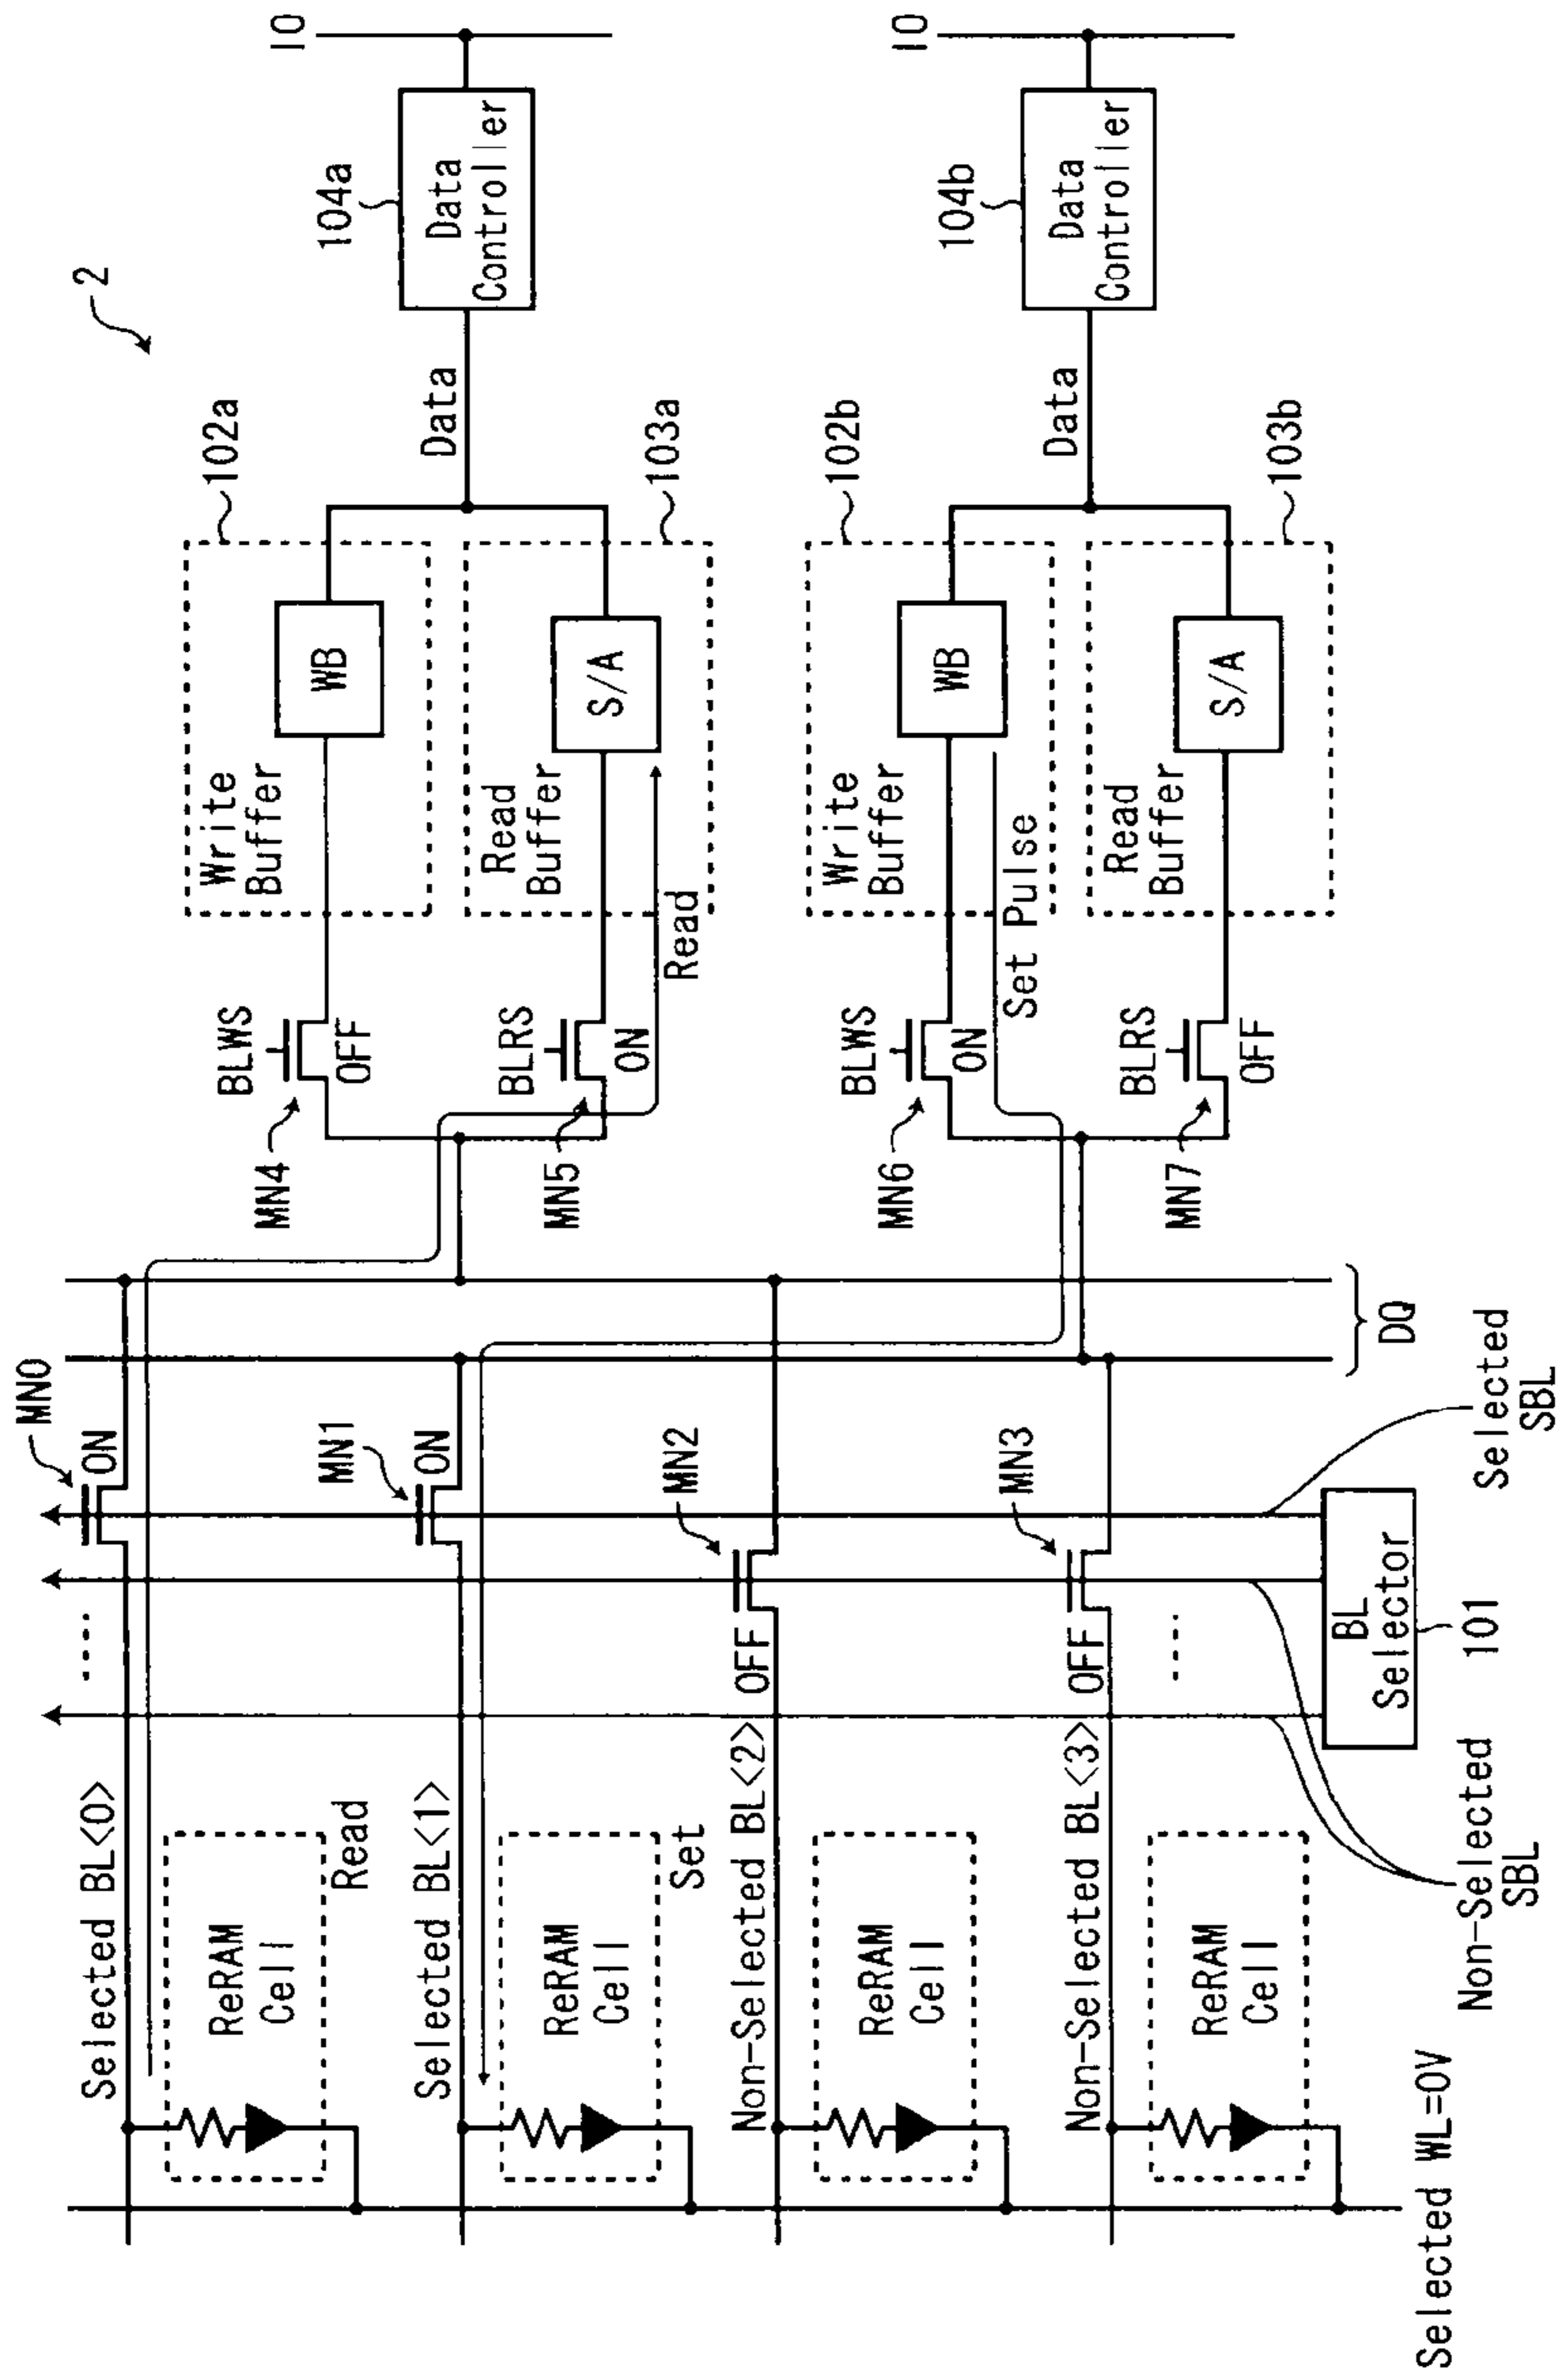 2
Selected BL<0>
ReRAM
Cell
Read
MN0
ON
Selected BL<1>
ReRAM
Cell
Set
MN1
ON
Non-Selected BL<2>
ReRAM
Cell
OFF
MN2
Non-Selected BL<3>
ReRAM
Cell
OFF
MN3
Selected WL=0V
Non-Selected
SBL
BL
Selector
101
Selected
SBL
DQ
MN4
BLWS
OFF
Write
Buffer
WB
102a
MN5
BLRS
ON
Read
Read
Buffer
S/A
103a
Data
104a
Data
Controller
IO
MN6
BLWS
ON
Set Pulse
Write
Buffer
WB
102b
MN7
BLRS
OFF
Read
Buffer
S/A
103b
Data
104b
Data
Controller
IO